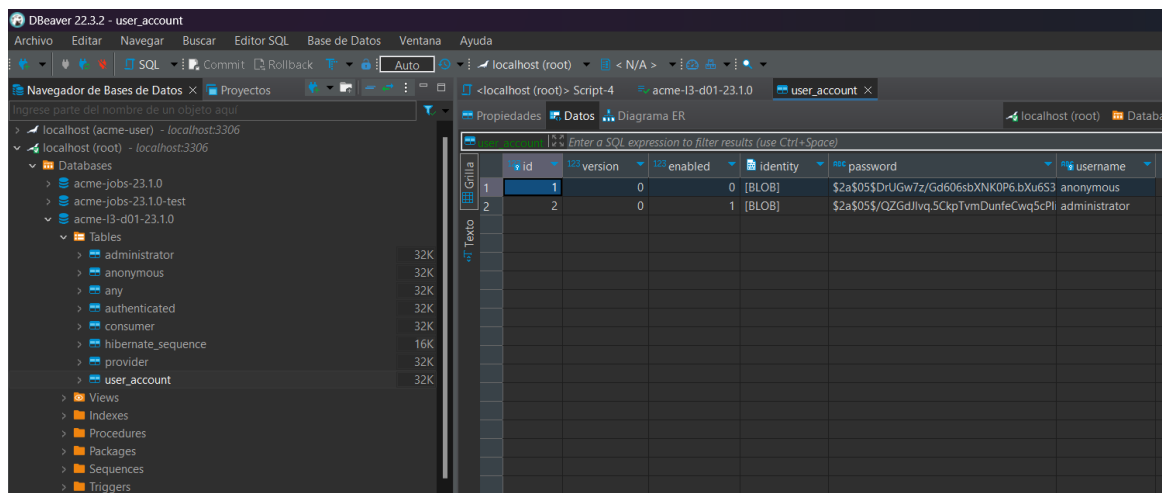 DBeaver 22.3.2 - user_account
Archivo Editar Navegar Buscar Editor SQL Base de Datos Ventana Ayuda
SQL Commit Rollback Auto localhost (root) < N/A >
Navegador de Bases de Datos Proyectos
<localhost (root)> Script-4 acme-l3-d01-23.1.0 user_account
Ingrese parte del nombre de un objeto aquí
Propiedades Datos Diagrama ER localhost (root) Databa
localhost (acme-user) - localhost:3306
localhost (root) - localhost:3306
Databases
acme-jobs-23.1.0
acme-jobs-23.1.0-test
acme-l3-d01-23.1.0
Tables
administrator 32K
anonymous 32K
any 32K
authenticated 32K
consumer 32K
hibernate_sequence 16K
provider 32K
user_account 32K
Views
Indexes
Procedures
Packages
Sequences
Triggers
user_account Enter a SQL expression to filter results (use Ctrl+Space)
Grilla
Texto
id 123 version 123 enabled identity ABC password username
1 1 0 0 [BLOB] $2a$05$DrUGw7z/Gd606sbXNK0P6.bXu6S3 anonymous
2 2 0 1 [BLOB] administrator